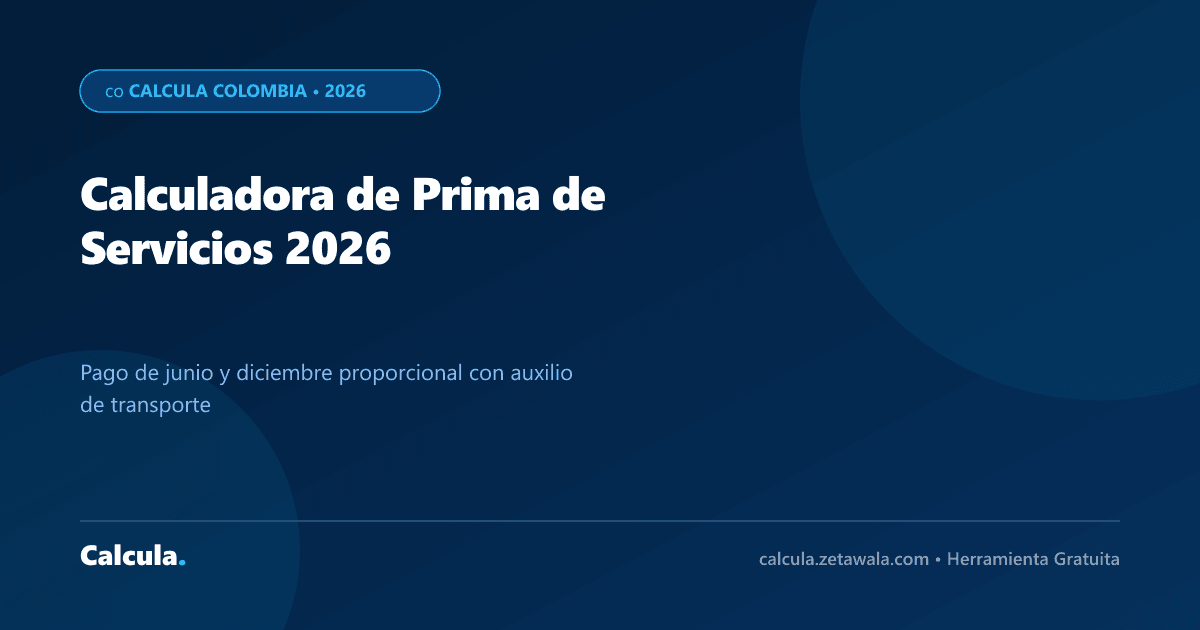 co CALCULA COLOMBIA • 2026
Calculadora de Prima de
Servicios 2026
Pago de junio y diciembre proporcional con auxilio
de transporte
Calcula.
calcula.zetawala.com • Herramienta Gratuita